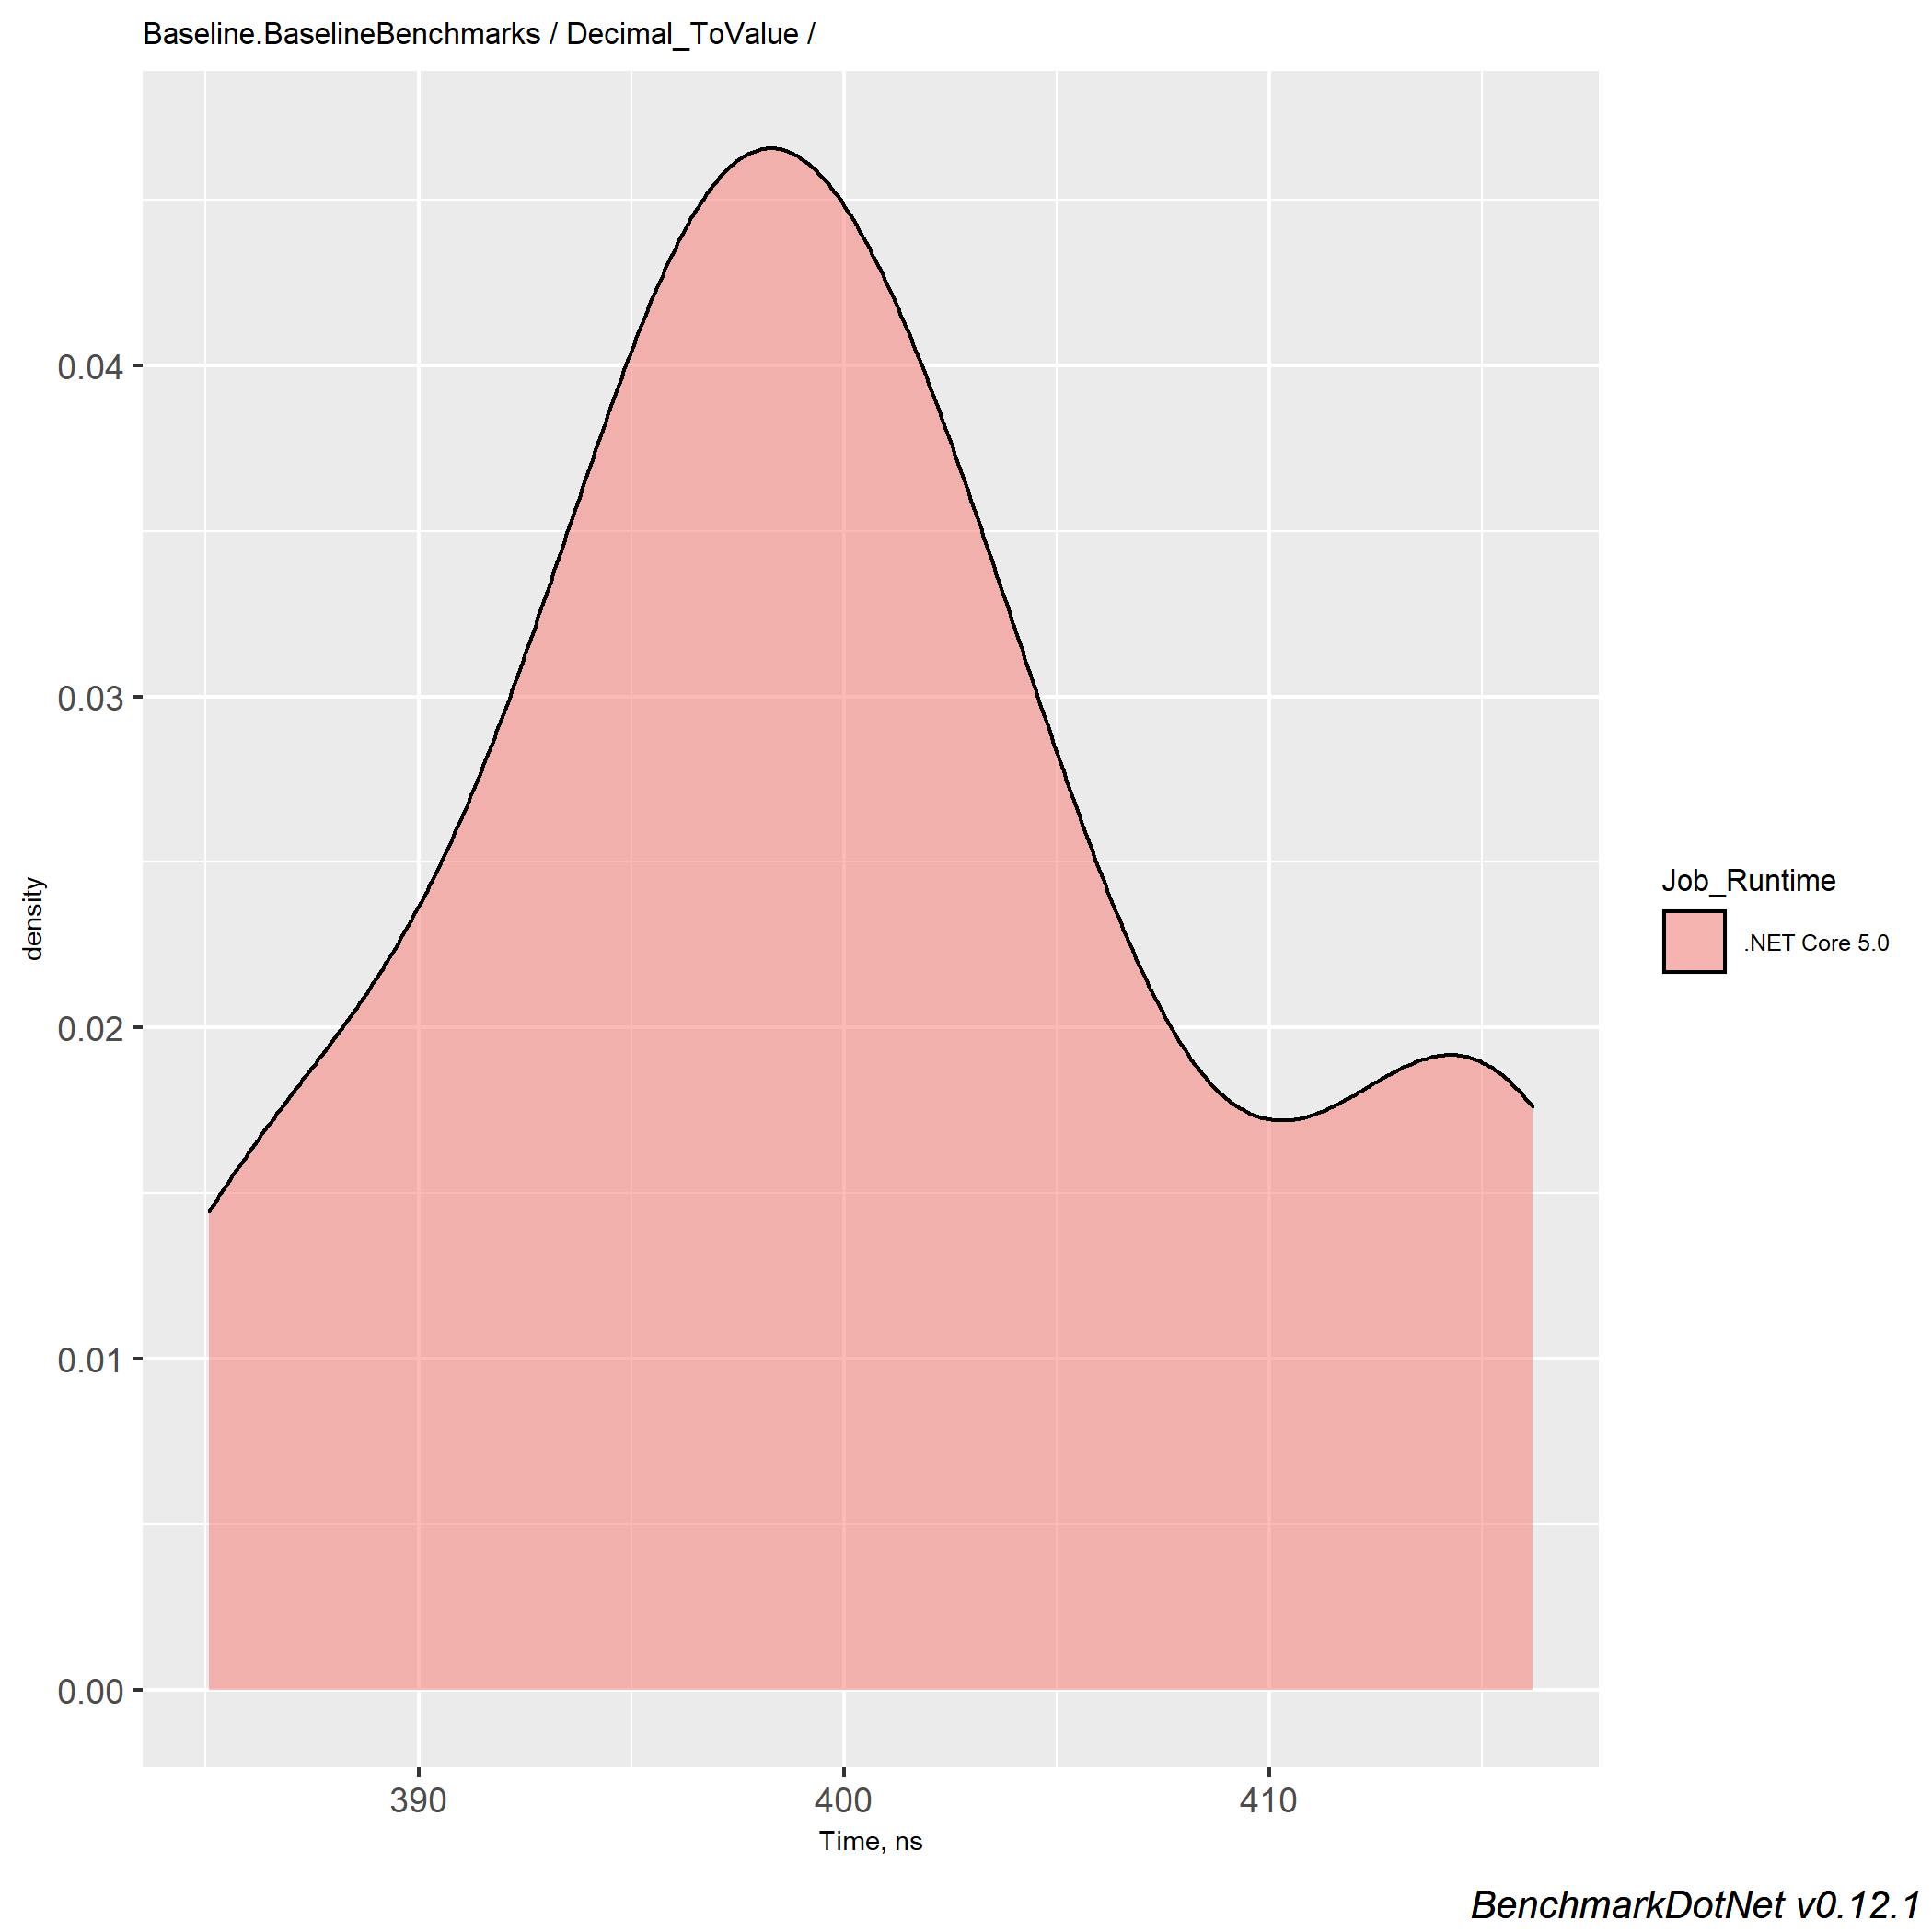 Baseline.BaselineBenchmarks / Decimal_ToValue /
0.04
0.03
0.02
0.01
0.00
density
390
400
410
Time, ns
Job_Runtime
.NET Core 5.0
BenchmarkDotNet v0.12.1